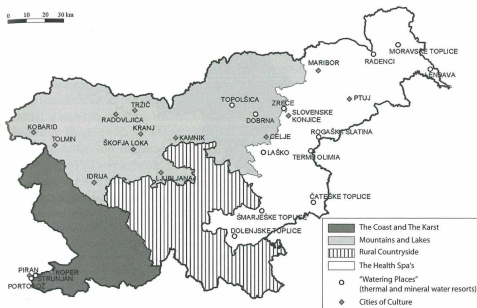 0 10 20 30 km
MORAVSKE TOPLICE
RADENCI
MARIBOR
LENDAVA
TOPOLŠICA
ZREČE
PTUJ
TRŽIČ
RADOVLJICA
DOBRNA
SLOVENSKE
KONJICE
KOBARID
KRANJ
ROGAŠKA SLATINA
TOLMIN
ŠKOFJA LOKA
KAMNIK
CELJE
LAŠKO
TERME OLIMIA
IDRIJA
LJUBLJANA
ČATEŠKE TOPLICE
ŠMARJEŠKE TOPLICE
DOLENJSKE TOPLICE
PIRAN
KOPER
STRUNJAN
PORTOROŽ
The Coast and The Karst
Mountains and Lakes
Rural Countryside
The Health Spa's
"Watering Places"
(thermal and mineral water resorts)
Cities of Culture